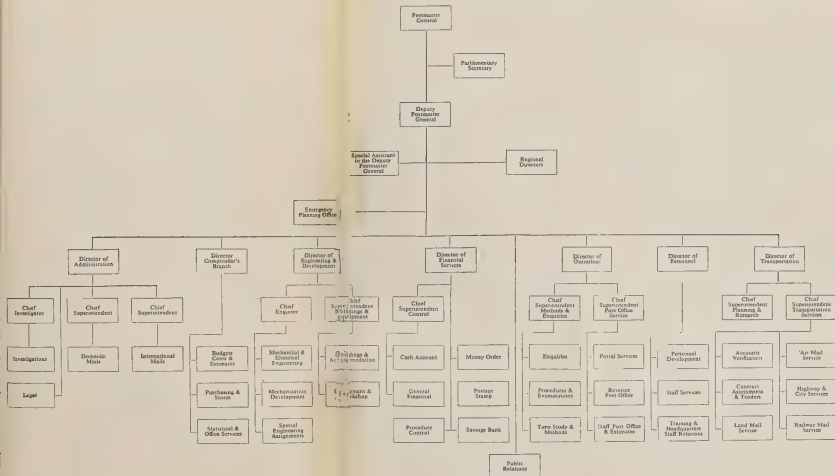 Postmaster
General
Parliamentary
Secretary
Deputy
Postmaster
General
Special Assistant
to the Deputy
Postmaster
General
Regional
Directors
Emergency
Planning Office
Director of
Administration
Director
Comptroller's
Branch
Director of
Engineering &
Development
Director of
Financial
Services
Director of
Operations
Director of
Personnel
Director of
Transportation
Chief
Investigator
Chief
Superintendent
Chief
Superintendent
Chief
Engineer
Chief
Superintendent
Buildings &
Equipment
Chief
Superintendent
Control
Chief
Superintendent
Methods &
Enquiries
Chief
Superintendent
Post Office
Service
Chief
Superintendent
Planning &
Research
Chief
Superintendent
Transportation
Services
Investigations
Domestic
Mails
International
Mails
Budgets
Costs &
Estimates
Mechanical &
Electrical
Engineering
Buildings &
Accommodation
Cash Account
Money Order
Enquiries
Postal Services
Personnel
Development
Accounts
Verification
Air Mail
Service
Legal
Purchasing &
Stores
Mechanization
Development
Equipment &
Workshop
General
Financial
Postage
Stamp
Procedures &
Examinations
Revenue
Post Office
Staff Services
Contract
Assessments
& Tenders
Highway &
City Services
Statistical &
Office Services
Special
Engineering
Assignments
Procedure
Control
Savings Bank
Time Study &
Methods
Staff Post Office
& Estimates
Training &
Headquarters
Staff Relations
Land Mail
Service
Railway Mail
Service
Public
Relations